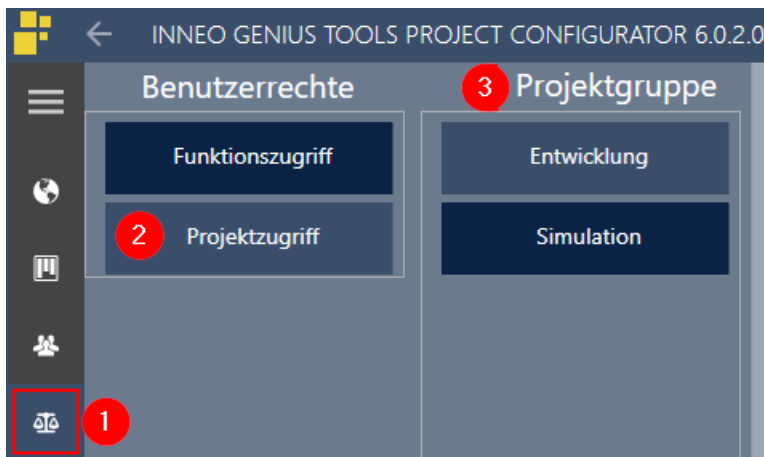 INNEO GENIUS TOOLS PROJECT CONFIGURATOR 6.0.2.0
Benutzerrechte
3 Projektgruppe
Funktionszugriff
Entwicklung
2 Projektzugriff
Simulation
1